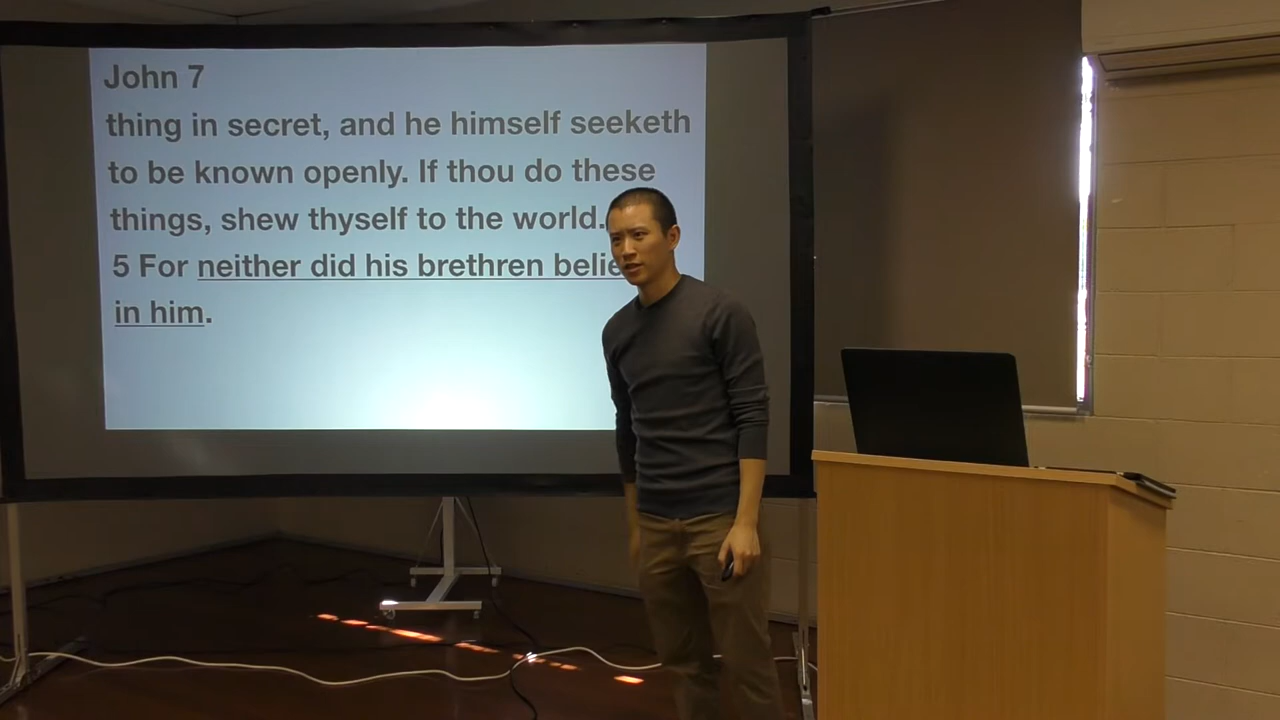 John 7
thing in secret, and he himself seeketh
to be known openly. If thou do these
things, shew thyself to the world.
5 For neither did his brethren
in him.